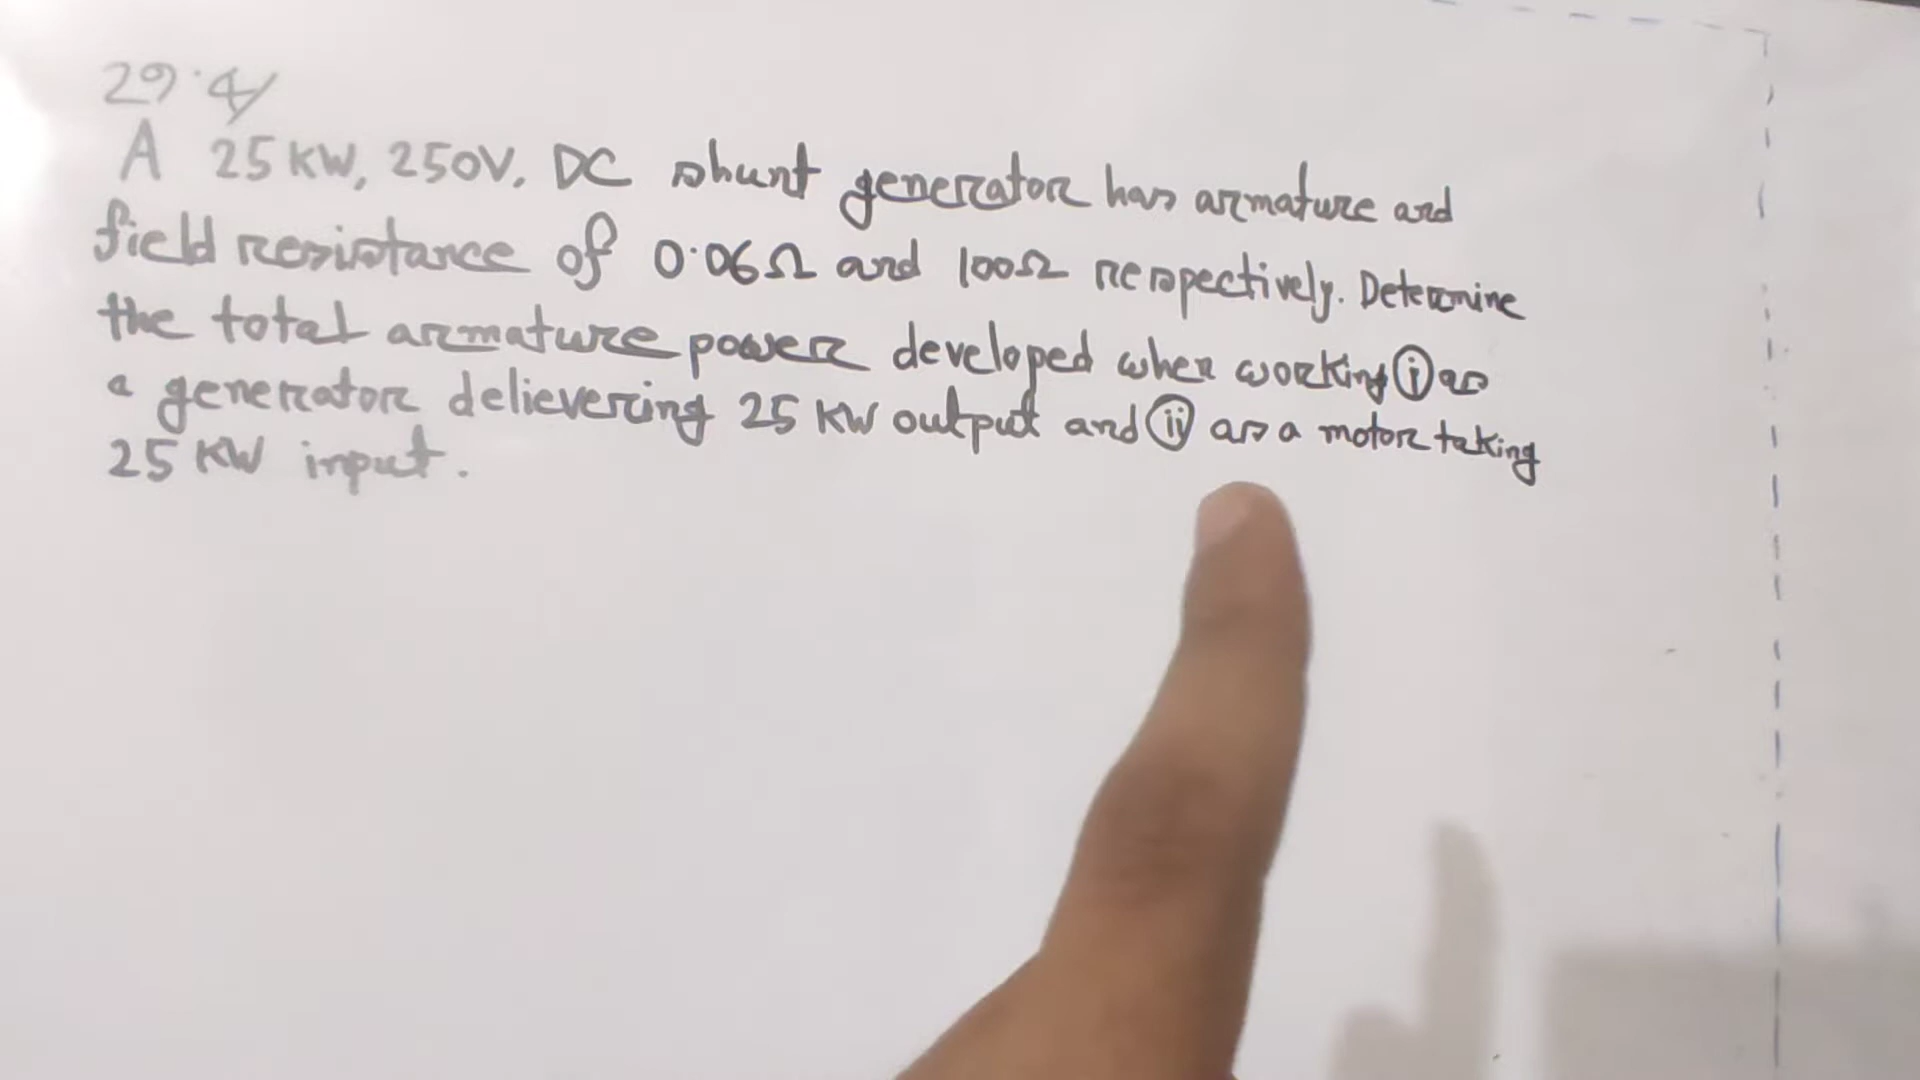 29.4/
A 25 KW, 250V, DC shunt generator has armature and
field resistance of 0.06Ω and 100Ω respectively. Determine
the total armature power developed when working (i) as
a generator delievering 25 KW output and (ii) as a motor taking
25 KW input.